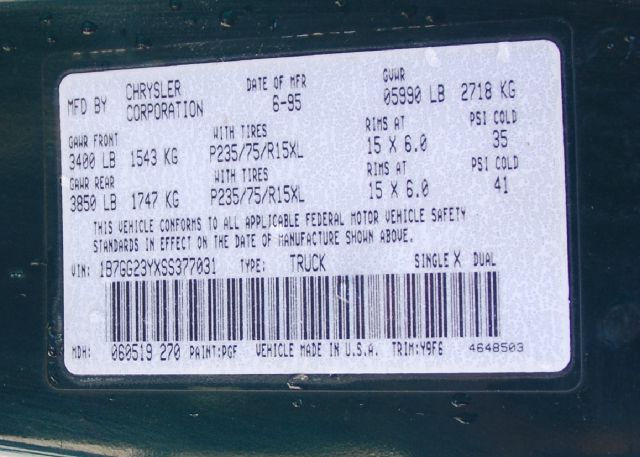 MFD BY CHRYSLER CORPORATION DATE OF MFR 6-95 GVWR 05990 LB 2718 KG
GAWR FRONT WITH TIRES RIMS AT PSI COLD
3400 LB 1543 KG P235/75/R15XL 15 X 6.0 35
GAWR REAR WITH TIRES RIMS AT PSI COLD
3850 LB 1747 KG P235/75/R15XL 15 X 6.0 41
THIS VEHICLE CONFORMS TO ALL APPLICABLE FEDERAL MOTOR VEHICLE SAFETY
STANDARDS IN EFFECT ON THE DATE OF MANUFACTURE SHOWN ABOVE.
VIN: 1B7GG23YXSS377031 TYPE: TRUCK SINGLE X DUAL
MDH: 060519 270 PAINT:PGF VEHICLE MADE IN U.S.A. TRIM:Y9F6 4648503